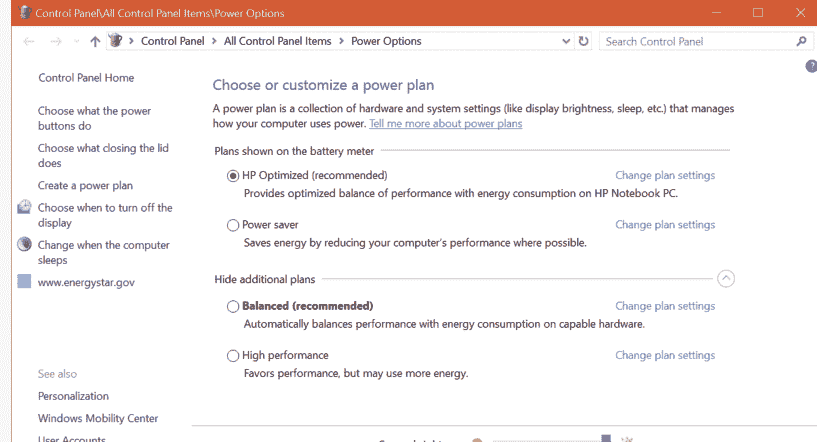 Control Panel\All Control Panel Items\Power Options
Control Panel > All Control Panel Items > Power Options
Search Control Panel
Control Panel Home
Choose what the power
buttons do
Choose what closing the lid
does
Create a power plan
Choose when to turn off the
display
Change when the computer
sleeps
www.energystar.gov
See also
Personalization
Windows Mobility Center
User Accounts
?
Choose or customize a power plan
A power plan is a collection of hardware and system settings (like display brightness, sleep, etc.) that manages
how your computer uses power. Tell me more about power plans
Plans shown on the battery meter
HP Optimized (recommended) Change plan settings
Provides optimized balance of performance with energy consumption on HP Notebook PC.
Power saver Change plan settings
Saves energy by reducing your computer's performance where possible.
Hide additional plans
Balanced (recommended) Change plan settings
Automatically balances performance with energy consumption on capable hardware.
High performance Change plan settings
Favors performance, but may use more energy.